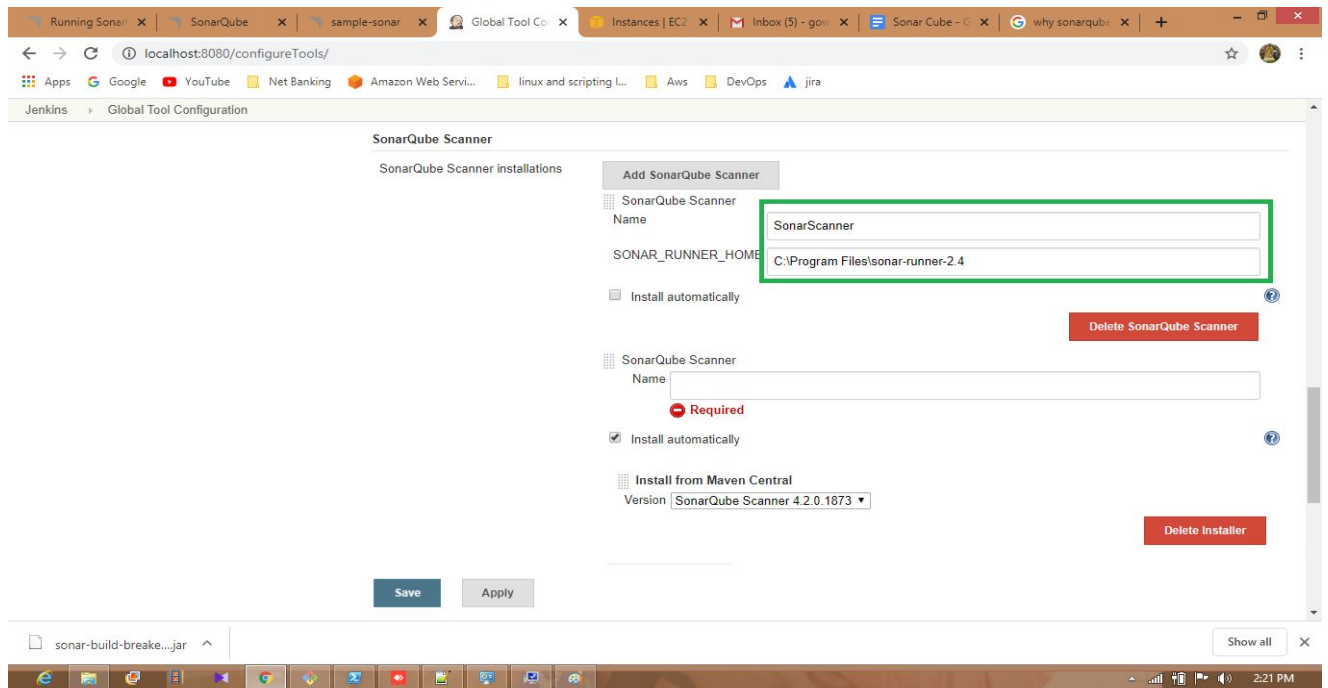 Running Sonar
SonarQube
sample-sonar
Global Tool Co
Instances | EC2
Inbox (5) - gow
Sonar Cube - G
why sonarqube
localhost:8080/configureTools/
Apps
Google
YouTube
Net Banking
Amazon Web Servi...
linux and scripting l...
Aws
DevOps
jira
Jenkins
Global Tool Configuration
SonarQube Scanner
SonarQube Scanner installations
Add SonarQube Scanner
SonarQube Scanner
Name
SonarScanner
SONAR_RUNNER_HOME
C:\Program Files\sonar-runner-2.4
Install automatically
Delete SonarQube Scanner
SonarQube Scanner
Name
Required
Install automatically
Install from Maven Central
Version
SonarQube Scanner 4.2.0.1873
Delete Installer
Save
Apply
sonar-build-breake....jar
Show all
2:21 PM